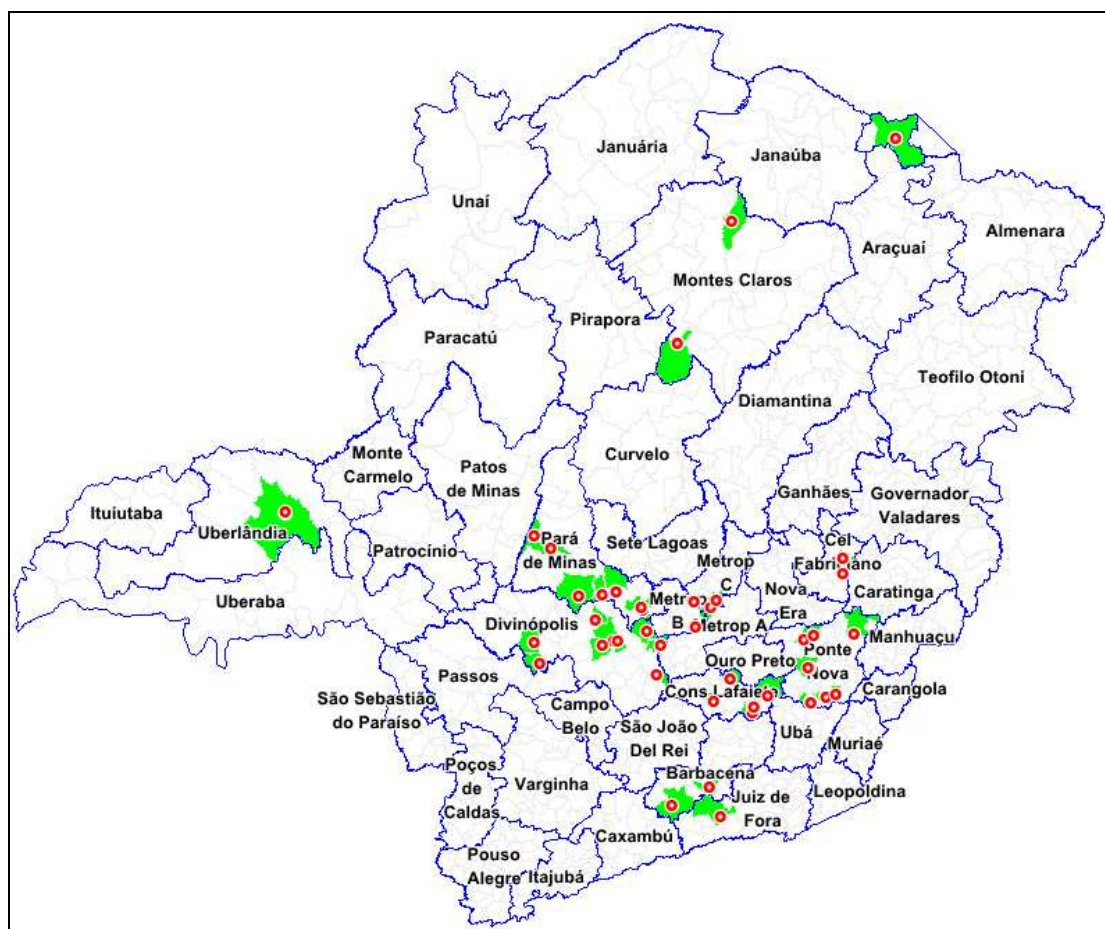 Januária
Janaúba
Unaí
Almenara
Araçuaí
Montes Claros
Pirapora
Paracatú
Teofilo Otoni
Diamantina
Monte
Carmelo
Patos
de Minas
Curvelo
Ganhães
Governador
Valadares
Ituiutaba
Uberlândia
Patrocínio
Pará
de Minas
Sete Lagoas
Metrop
C
Cel
Fabriciano
Nova
Era
Caratinga
Uberaba
Divinópolis
Metrop
B
Metrop A
Manhuaçu
Ponte
Nova
Ouro Preto
Passos
Cons Lafaiete
Carangola
São Sebastião
do Paraíso
Campo
Belo
São João
Del Rei
Ubá
Muriaé
Poços
de
Caldas
Varginha
Barbacena
Juiz de
Fora
Leopoldina
Caxambú
Pouso
Alegre
Itajubá